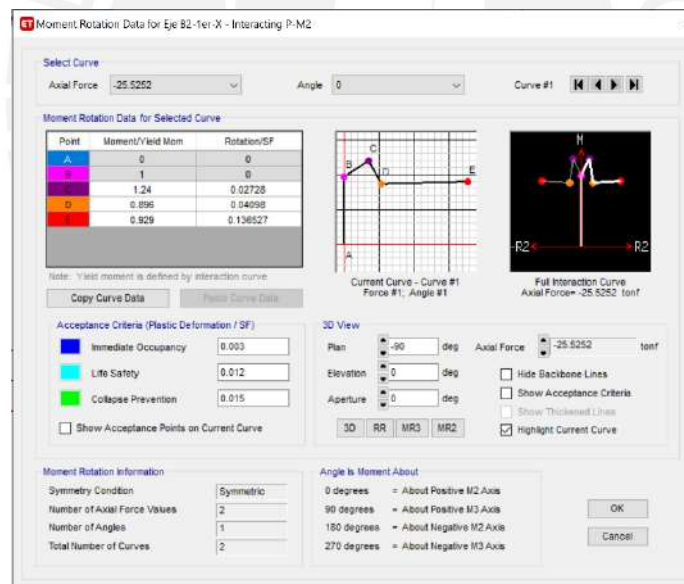 ET Moment Rotation Data for Eje B2-1er-X - Interacting P-M2
Select Curve
Axial Force -25.5252 Angle 0 Curve #1
Moment Rotation Data for Selected Curve
Point Moment/Yield Mom Rotation/SF
A 0 0
B 1 0
C 1.24 0.02728
D 0.896 0.04098
E 0.929 0.136527
Note: Yield moment is defined by interaction curve
Copy Curve Data Paste Curve Data
A B C D E
Current Curve - Curve #1
Force #1; Angle #1
M
-R2 R2
Full Interaction Curve
Axial Force= -25.5252 tonf
Acceptance Criteria (Plastic Deformation / SF)
Immediate Occupancy 0.003
Life Safety 0.012
Collapse Prevention 0.015
Show Acceptance Points on Current Curve
3D View
Plan -90 deg Axial Force -25.5252 tonf
Elevation 0 deg
Aperture 0 deg
3D RR MR3 MR2
Hide Backbone Lines
Show Acceptance Criteria
Show Thickened Lines
Highlight Current Curve
Moment Rotation Information
Symmetry Condition Symmetric
Number of Axial Force Values 2
Number of Angles 1
Total Number of Curves 2
Angle Is Moment About
0 degrees = About Positive M2 Axis
90 degrees = About Positive M3 Axis
180 degrees = About Negative M2 Axis
270 degrees = About Negative M3 Axis
OK
Cancel